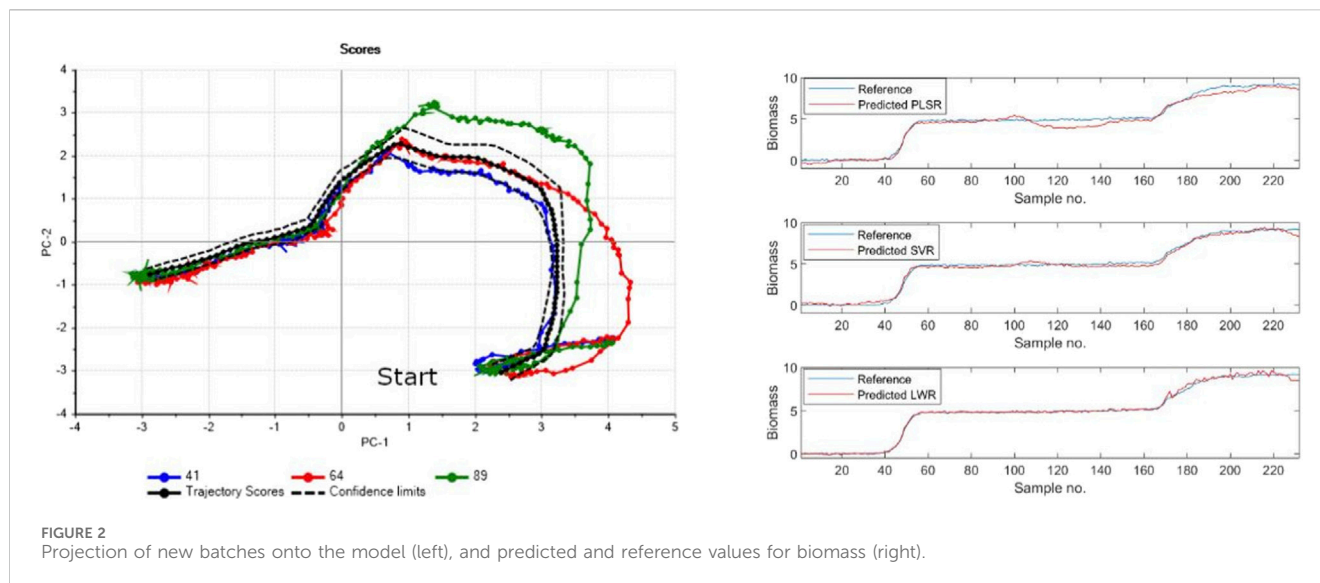 Scores
PC-2
4
3
2
1
0
-1
-2
-3
-4
Start
-4 -3 -2 -1 0 1 2 3 4 5
PC-1
41 64 89
Trajectory Scores Confidence limits
Biomass
10
5
0
Reference
Predicted PLSR
20 40 60 80 100 120 140 160 180 200 220
Sample no.
Biomass
10
5
0
Reference
Predicted SVR
20 40 60 80 100 120 140 160 180 200 220
Sample no.
Biomass
10
5
0
Reference
Predicted LWR
20 40 60 80 100 120 140 160 180 200 220
Sample no.
FIGURE 2
Projection of new batches onto the model (left), and predicted and reference values for biomass (right).